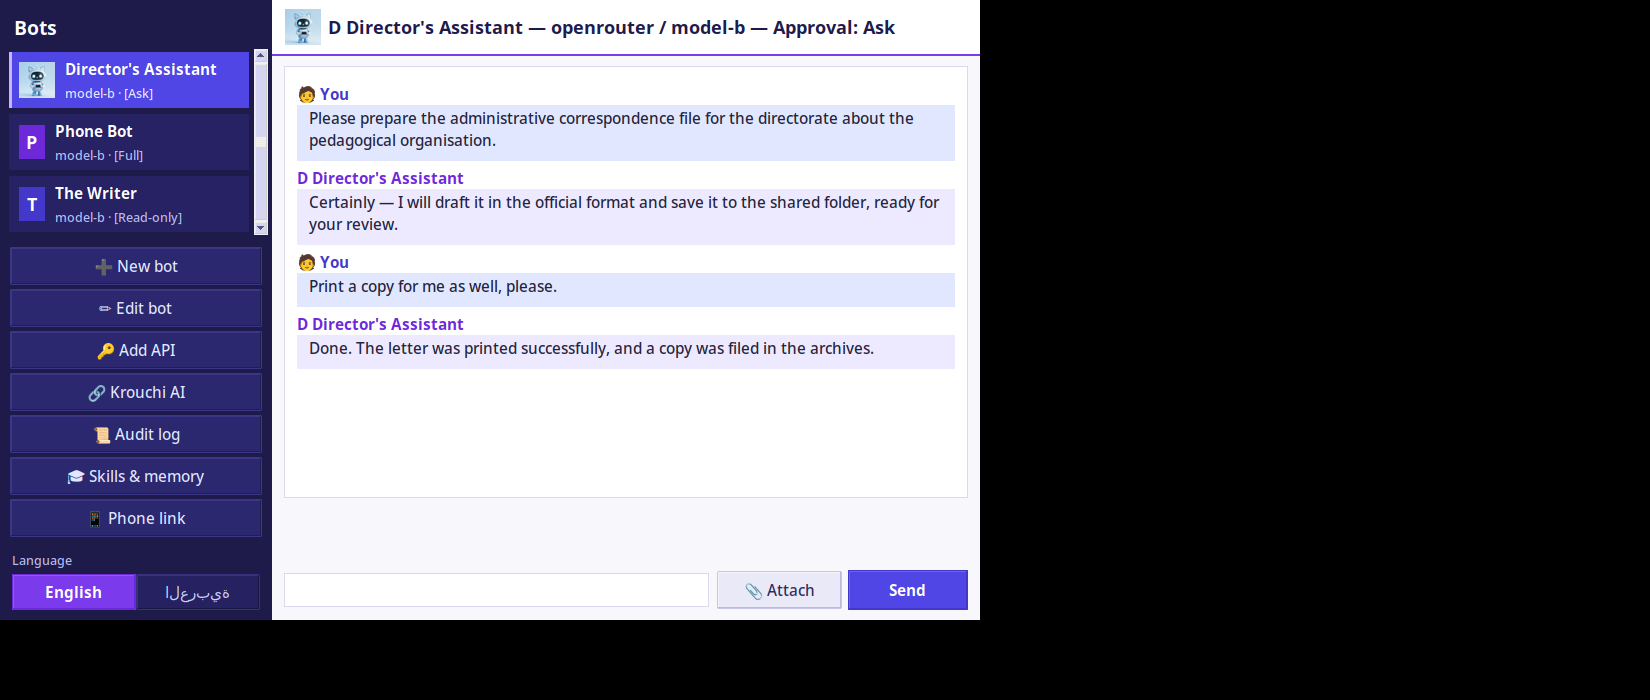 Bots
Director's Assistant
model-b · [Ask]
P
Phone Bot
model-b · [Full]
T
The Writer
model-b · [Read-only]
➕ New bot
✏ Edit bot
🔑 Add API
🔗 Krouchi AI
📜 Audit log
🎓 Skills & memory
📱 Phone link
Language
English
ةيبرعلا
D Director's Assistant — openrouter / model-b — Approval: Ask
🧑 You
Please prepare the administrative correspondence file for the directorate about the
pedagogical organisation.
D Director's Assistant
Certainly — I will draft it in the official format and save it to the shared folder, ready for
your review.
🧑 You
Print a copy for me as well, please.
D Director's Assistant
Done. The letter was printed successfully, and a copy was filed in the archives.
📎 Attach
Send